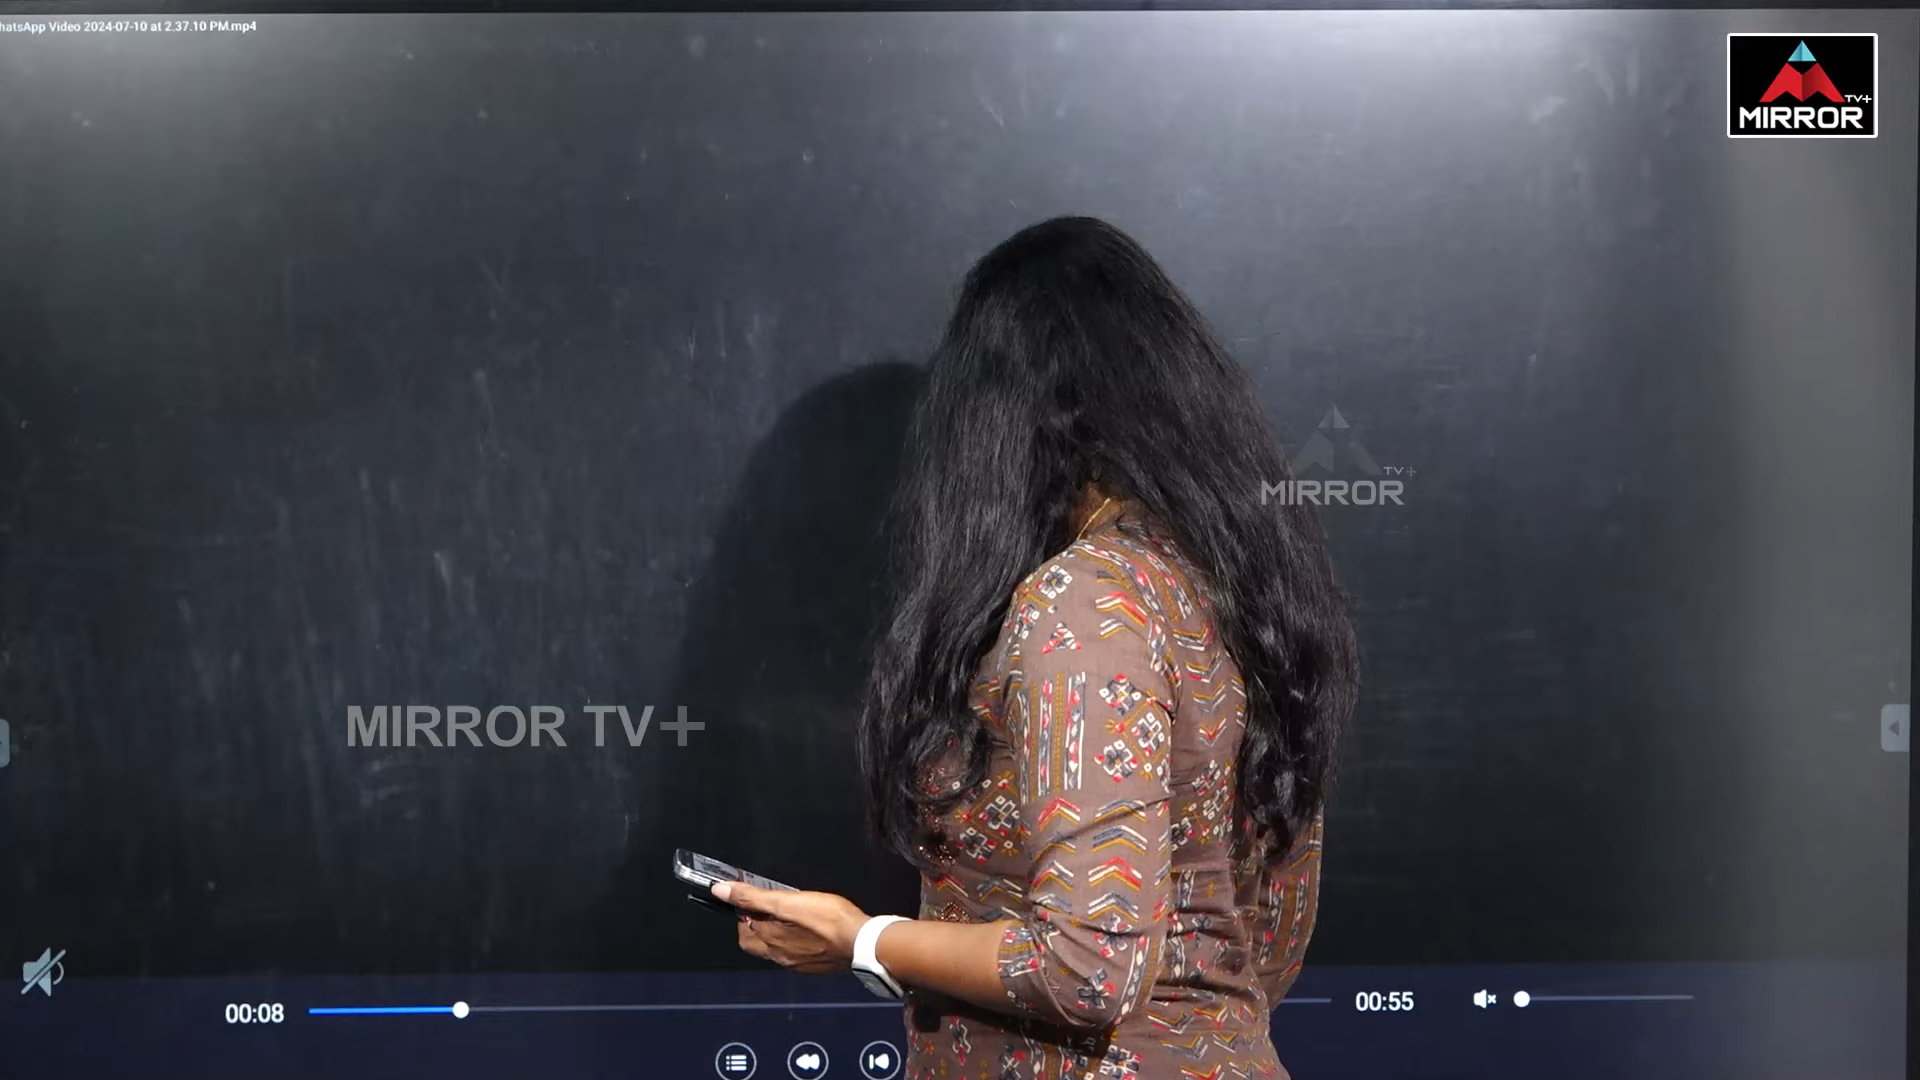 hatsApp Video 2024-07-10 at 2.37.10 PM.mp4
TV+
MIRROR
TV+
MIRROR
MIRROR TV+
00:08
00:55